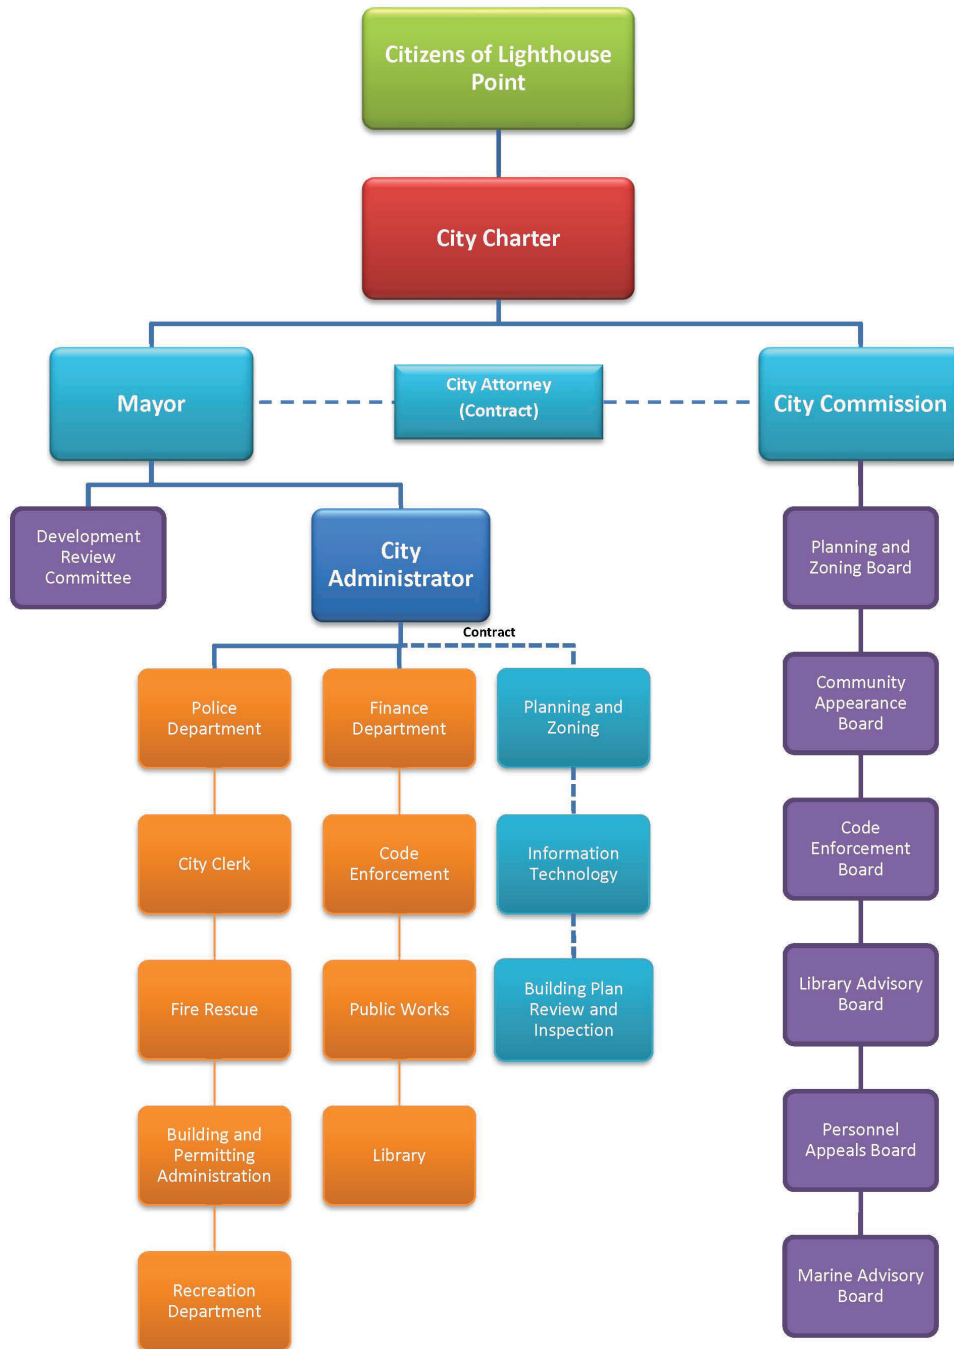 Citizens of Lighthouse
Point
City Charter
Mayor
City Attorney
(Contract)
City Commission
Development
Review
Committee
City
Administrator
Planning and
Zoning Board
Contract
Police
Department
Finance
Department
Planning and
Zoning
Community
Appearance
Board
City Clerk
Code
Enforcement
Information
Technology
Code
Enforcement
Board
Fire Rescue
Public Works
Building Plan
Review and
Inspection
Library Advisory
Board
Building and
Permitting
Administration
Library
Personnel
Appeals Board
Recreation
Department
Marine Advisory
Board